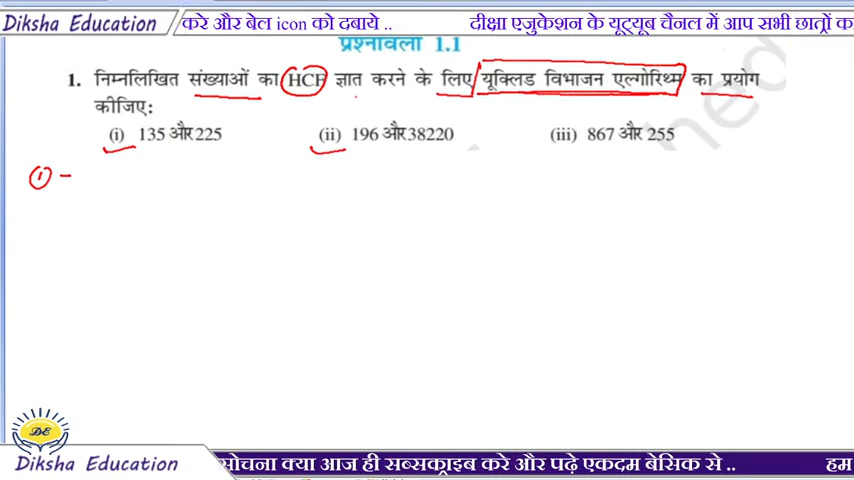 Diksha Education करे और बेल icon को दबाये .. दीक्षा एजुकेशन के यूट्यूब चैनल में आप सभी छात्रों का
प्रश्नावली 1.1
1. निम्नलिखित संख्याओं का HCF ज्ञात करने के लिए यूक्लिड विभाजन एल्गोरिथ्म का प्रयोग
कीजिए:
(i) 135 और 225 (ii) 196 और 38220 (iii) 867 और 255
① -
DE
Diksha Education सोचना क्या आज ही सब्सक्राइब करे और पढ़े एकदम बेसिक से .. हम